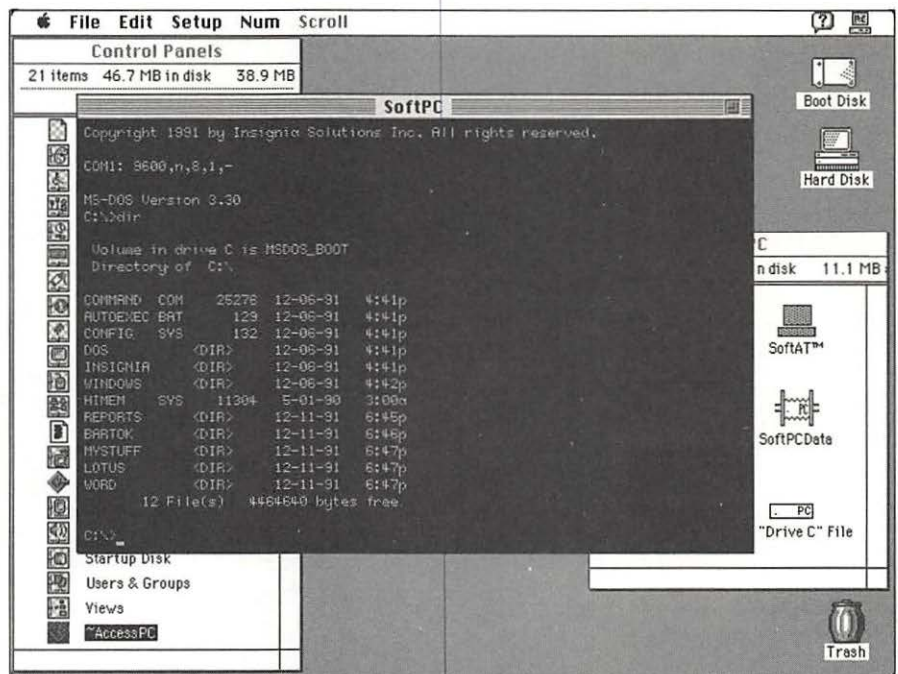 File Edit Setup Num Scroll
Control Panels
21 items 46.7 MB in disk 38.9 MB
SoftPC
Copyright 1991 by Insignia Solutions Inc. All rights reserved.
COM1: 9600,n,8,1,-
MS-DOS Version 3.30
C:\>dir
Volume in drive C is MSDOS_BOOT
Directory of C:\
COMMAND COM 25276 12-06-91 4:41p
AUTOEXEC BAT 129 12-06-91 4:41p
CONFIG SYS 132 12-06-91 4:41p
DOS <DIR> 12-06-91 4:41p
INSIGNIA <DIR> 12-06-91 4:41p
WINDOWS <DIR> 12-06-91 4:42p
HIMEM SYS 11304 5-01-90 3:00a
REPORTS <DIR> 12-11-91 6:45p
BARTOK <DIR> 12-11-91 6:46p
MYSTUFF <DIR> 12-11-91 6:47p
LOTUS <DIR> 12-11-91 6:47p
WORD <DIR> 12-11-91 6:47p
12 File(s) 4464640 bytes free
C:\>_
Startup Disk
Users & Groups
Views
~AccessPC
Boot Disk
Hard Disk
C
n disk 11.1 MB
SoftAT™
PC
SoftPCData
PC
"Drive C" File
Trash